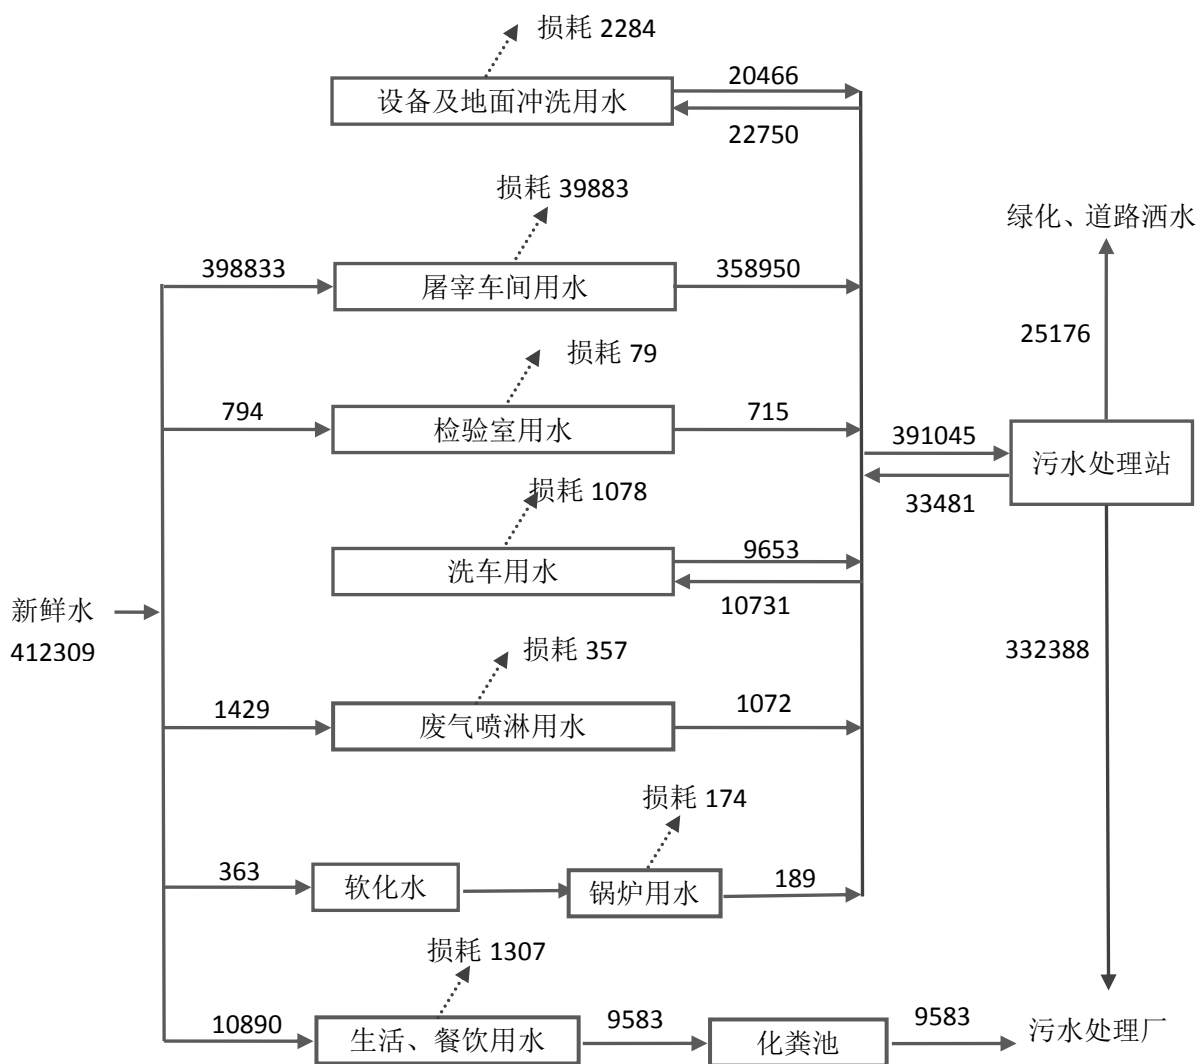 损耗 2284
20466
设备及地面冲洗用水
22750
损耗 39883
绿化、道路洒水
398833
358950
屠宰车间用水
25176
损耗 79
794
715
检验室用水
391045
污水处理站
损耗 1078
33481
9653
洗车用水
10731
新鲜水
412309
损耗 357
332388
1429
1072
废气喷淋用水
损耗 174
363
189
软化水
锅炉用水
损耗 1307
10890
9583
9583
生活、餐饮用水
化粪池
污水处理厂